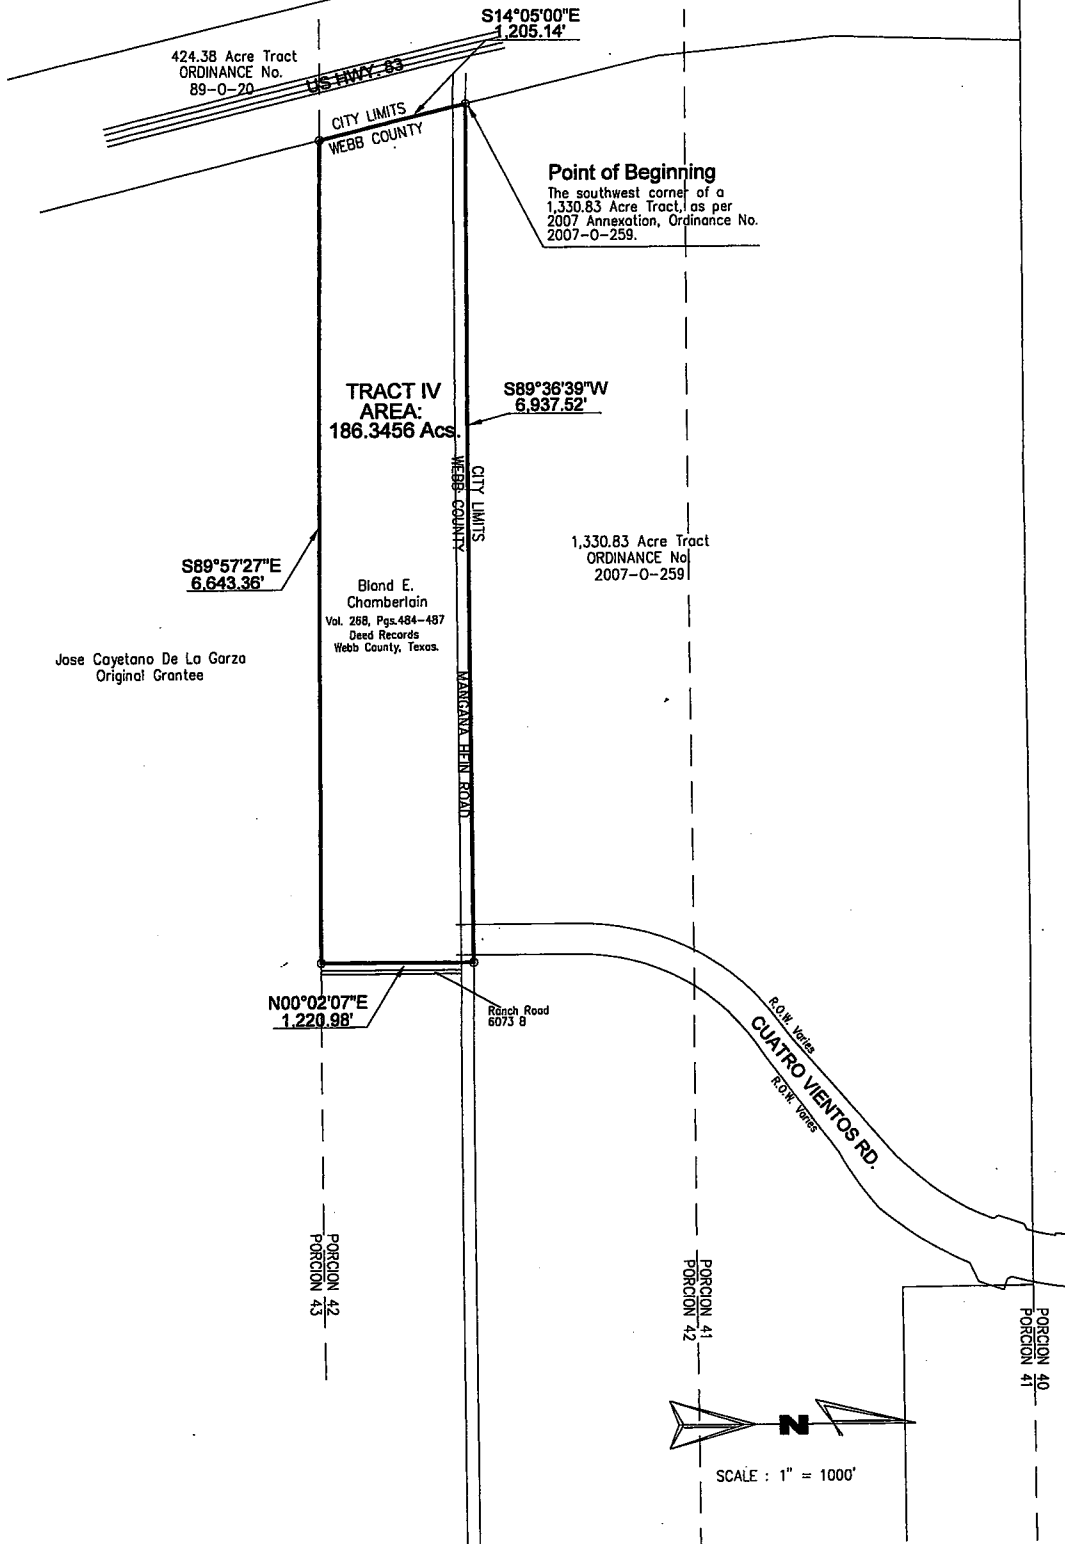 S14°05'00"E
1,205.14'
424.38 Acre Tract
ORDINANCE No.
89-O-20
US HWY. 83
CITY LIMITS
WEBB COUNTY
Point of Beginning
The southwest corner of a
1,330.83 Acre Tract, as per
2007 Annexation, Ordinance No.
2007-O-259.
TRACT IV
AREA:
186.3456 Acs.
S89°36'39"W
6,937.52'
CITY LIMITS
WEBB COUNTY
1,330.83 Acre Tract
ORDINANCE No
2007-O-259
S89°57'27"E
6,643.36'
Blond E.
Chamberlain
Vol. 268, Pgs.484-487
Deed Records
Webb County, Texas.
Jose Cayetano De La Garza
Original Grantee
MANGANA HEIN ROAD
N00°02'07"E
1,220.98'
Ranch Road
6073 B
R.O.W. Varies
CUATRO VIENTOS RD.
R.O.W. Varies
PORCION 42
PORCION 43
PORCION 41
PORCION 42
PORCION 40
PORCION 41
N
SCALE : 1" = 1000'